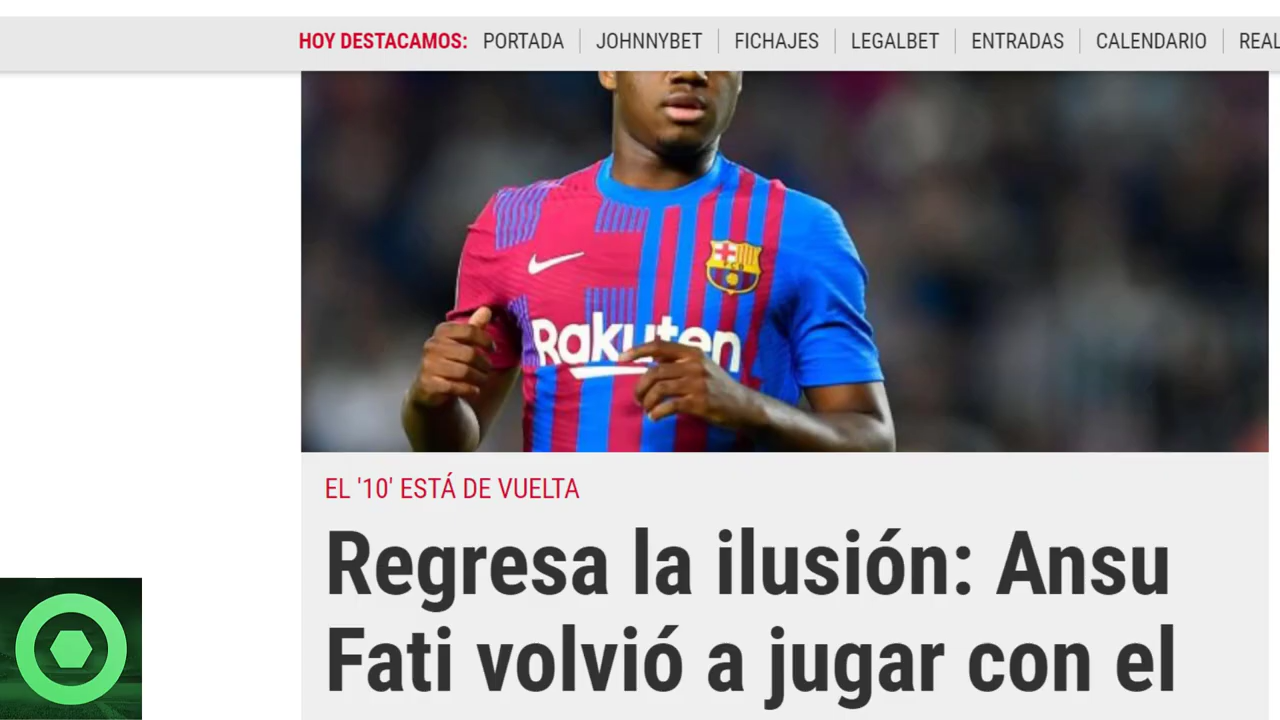 HOY DESTACAMOS: PORTADA JOHNNYBET FICHAJES LEGALBET ENTRADAS CALENDARIO REAL
FCB
Rakuten
EL '10' ESTÁ DE VUELTA
Regresa la ilusión: Ansu
Fati volvió a jugar con el